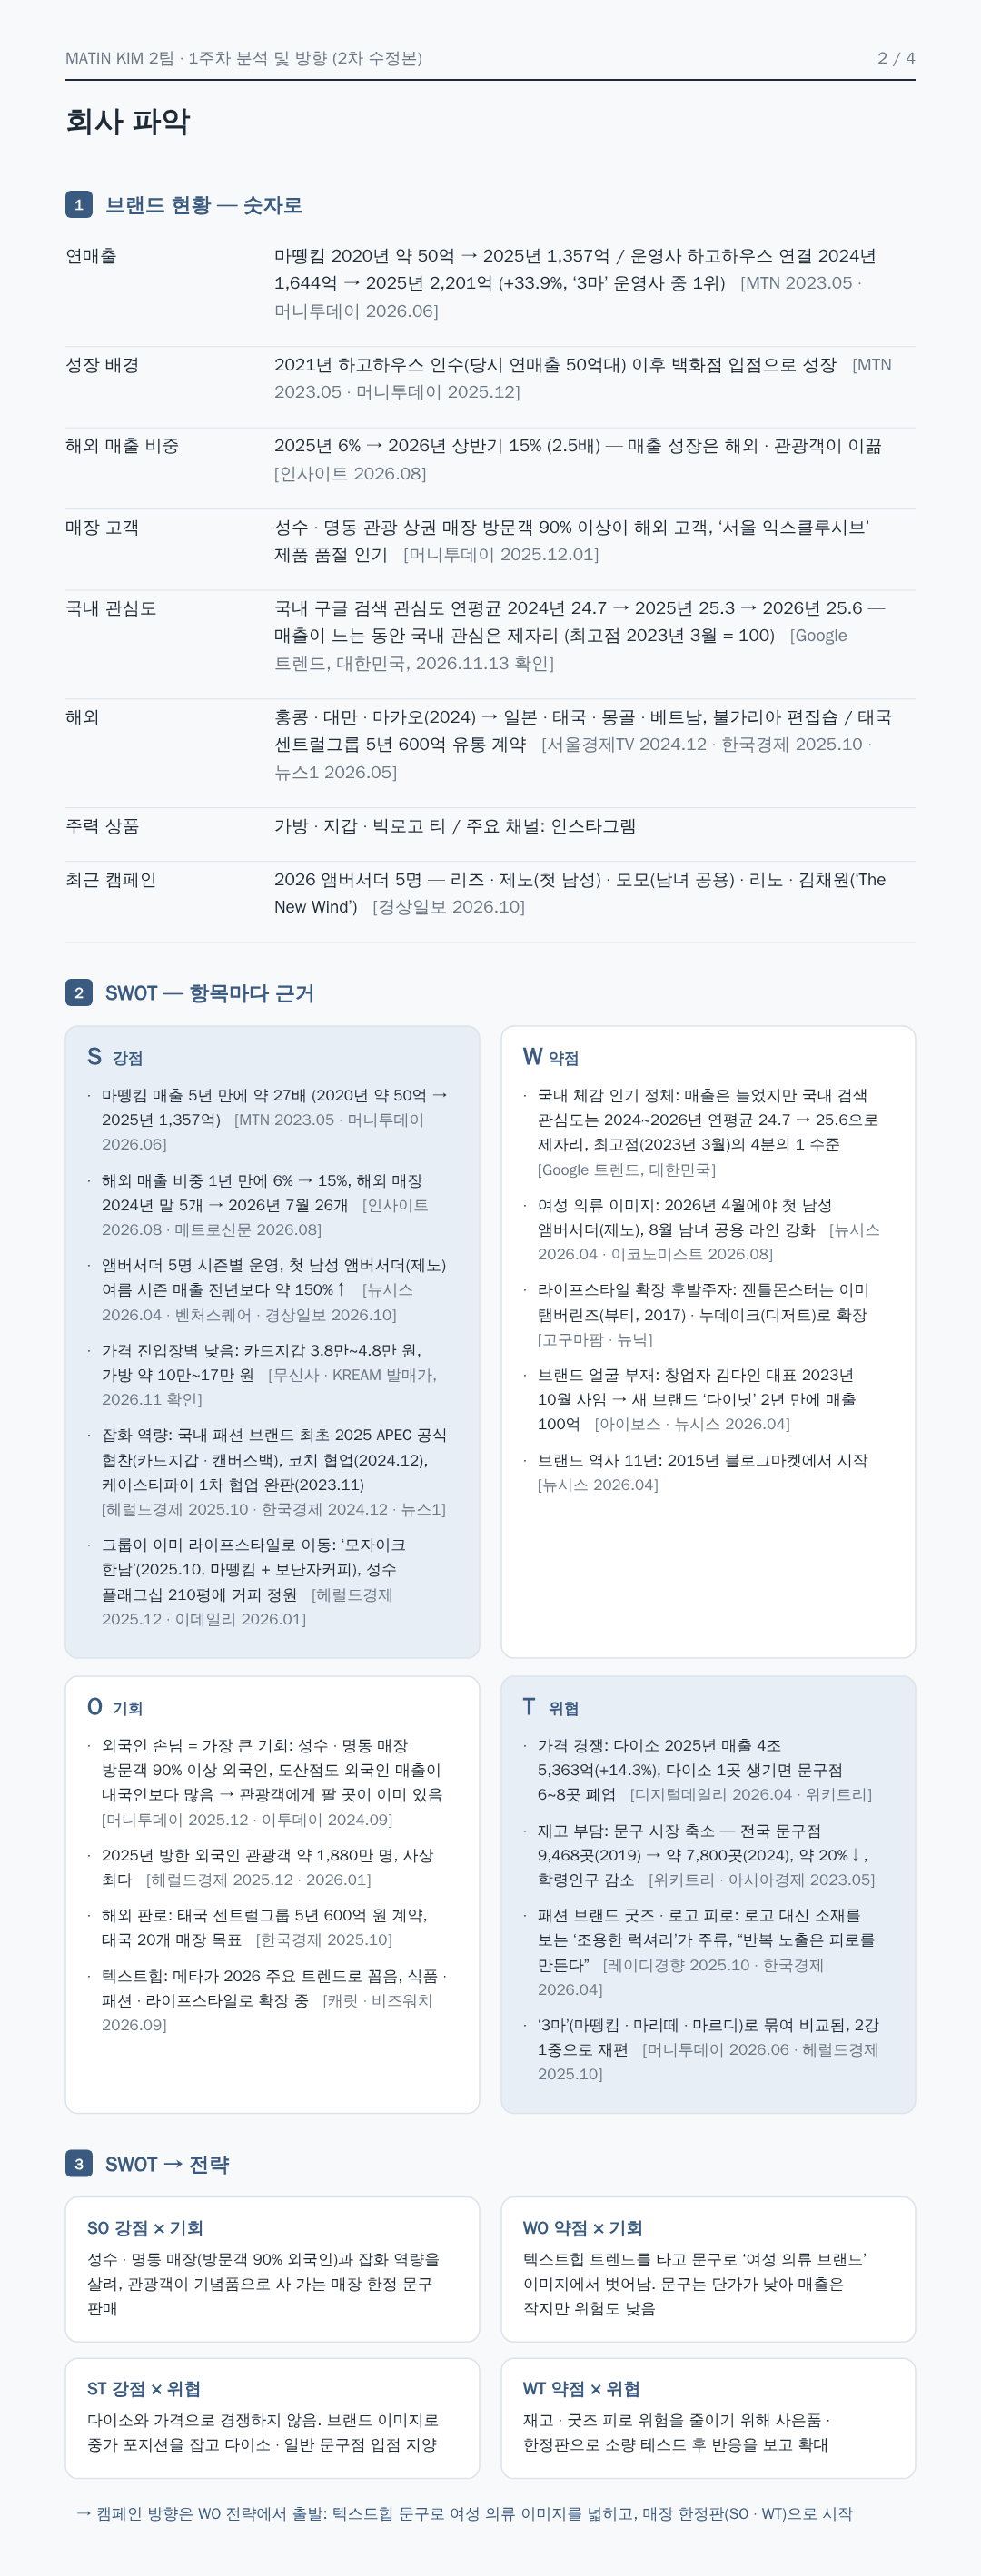 MATIN KIM 2팀 · 1주차 분석 및 방향 (2차 수정본)
2 / 4
회사 파악
1 브랜드 현황 — 숫자로
연매출
마뗑킴 2020년 약 50억 → 2025년 1,357억 / 운영사 하고하우스 연결 2024년
1,644억 → 2025년 2,201억 (+33.9%, ‘3마’ 운영사 중 1위) [MTN 2023.05 ·
머니투데이 2026.06]
성장 배경
2021년 하고하우스 인수(당시 연매출 50억대) 이후 백화점 입점으로 성장 [MTN
2023.05 · 머니투데이 2025.12]
해외 매출 비중
2025년 6% → 2026년 상반기 15% (2.5배) — 매출 성장은 해외 · 관광객이 이끎
[인사이트 2026.08]
매장 고객
성수 · 명동 관광 상권 매장 방문객 90% 이상이 해외 고객, ‘서울 익스클루시브’
제품 품절 인기 [머니투데이 2025.12.01]
국내 관심도
국내 구글 검색 관심도 연평균 2024년 24.7 → 2025년 25.3 → 2026년 25.6 —
매출이 느는 동안 국내 관심은 제자리 (최고점 2023년 3월 = 100) [Google
트렌드, 대한민국, 2026.11.13 확인]
해외
홍콩 · 대만 · 마카오(2024) → 일본 · 태국 · 몽골 · 베트남, 불가리아 편집숍 / 태국
센트럴그룹 5년 600억 유통 계약 [서울경제TV 2024.12 · 한국경제 2025.10 ·
뉴스1 2026.05]
주력 상품
가방 · 지갑 · 빅로고 티 / 주요 채널: 인스타그램
최근 캠페인
2026 앰버서더 5명 — 리즈 · 제노(첫 남성) · 모모(남녀 공용) · 리노 · 김채원(‘The
New Wind’) [경상일보 2026.10]
2 SWOT — 항목마다 근거
S 강점
· 마뗑킴 매출 5년 만에 약 27배 (2020년 약 50억 →
2025년 1,357억) [MTN 2023.05 · 머니투데이
2026.06]
· 해외 매출 비중 1년 만에 6% → 15%, 해외 매장
2024년 말 5개 → 2026년 7월 26개 [인사이트
2026.08 · 메트로신문 2026.08]
· 앰버서더 5명 시즌별 운영, 첫 남성 앰버서더(제노)
여름 시즌 매출 전년보다 약 150%↑ [뉴시스
2026.04 · 벤처스퀘어 · 경상일보 2026.10]
· 가격 진입장벽 낮음: 카드지갑 3.8만~4.8만 원,
가방 약 10만~17만 원 [무신사 · KREAM 발매가,
2026.11 확인]
· 잡화 역량: 국내 패션 브랜드 최초 2025 APEC 공식
협찬(카드지갑 · 캔버스백), 코치 협업(2024.12),
케이스티파이 1차 협업 완판(2023.11)
[헤럴드경제 2025.10 · 한국경제 2024.12 · 뉴스1]
· 그룹이 이미 라이프스타일로 이동: ‘모자이크
한남’(2025.10, 마뗑킴 + 보난자커피), 성수
플래그십 210평에 커피 정원 [헤럴드경제
2025.12 · 이데일리 2026.01]
W 약점
· 국내 체감 인기 정체: 매출은 늘었지만 국내 검색
관심도는 2024~2026년 연평균 24.7 → 25.6으로
제자리, 최고점(2023년 3월)의 4분의 1 수준
[Google 트렌드, 대한민국]
· 여성 의류 이미지: 2026년 4월에야 첫 남성
앰버서더(제노), 8월 남녀 공용 라인 강화 [뉴시스
2026.04 · 이코노미스트 2026.08]
· 라이프스타일 확장 후발주자: 젠틀몬스터는 이미
탬버린즈(뷰티, 2017) · 누데이크(디저트)로 확장
[고구마팜 · 뉴닉]
· 브랜드 얼굴 부재: 창업자 김다인 대표 2023년
10월 사임 → 새 브랜드 ‘다이닛’ 2년 만에 매출
100억 [아이보스 · 뉴시스 2026.04]
· 브랜드 역사 11년: 2015년 블로그마켓에서 시작
[뉴시스 2026.04]
O 기회
· 외국인 손님 = 가장 큰 기회: 성수 · 명동 매장
방문객 90% 이상 외국인, 도산점도 외국인 매출이
내국인보다 많음 → 관광객에게 팔 곳이 이미 있음
[머니투데이 2025.12 · 이투데이 2024.09]
· 2025년 방한 외국인 관광객 약 1,880만 명, 사상
최다 [헤럴드경제 2025.12 · 2026.01]
· 해외 판로: 태국 센트럴그룹 5년 600억 원 계약,
태국 20개 매장 목표 [한국경제 2025.10]
· 텍스트힙: 메타가 2026 주요 트렌드로 꼽음, 식품 ·
패션 · 라이프스타일로 확장 중 [캐릿 · 비즈워치
2026.09]
T 위협
· 가격 경쟁: 다이소 2025년 매출 4조
5,363억(+14.3%), 다이소 1곳 생기면 문구점
6~8곳 폐업 [디지털데일리 2026.04 · 위키트리]
· 재고 부담: 문구 시장 축소 — 전국 문구점
9,468곳(2019) → 약 7,800곳(2024), 약 20%↓,
학령인구 감소 [위키트리 · 아시아경제 2023.05]
· 패션 브랜드 굿즈 · 로고 피로: 로고 대신 소재를
보는 ‘조용한 럭셔리’가 주류, “반복 노출은 피로를
만든다” [레이디경향 2025.10 · 한국경제
2026.04]
· ‘3마’(마뗑킴 · 마리떼 · 마르디)로 묶여 비교됨, 2강
1중으로 재편 [머니투데이 2026.06 · 헤럴드경제
2025.10]
3 SWOT → 전략
SO 강점 × 기회
성수 · 명동 매장(방문객 90% 외국인)과 잡화 역량을
살려, 관광객이 기념품으로 사 가는 매장 한정 문구
판매
WO 약점 × 기회
텍스트힙 트렌드를 타고 문구로 ‘여성 의류 브랜드’
이미지에서 벗어남. 문구는 단가가 낮아 매출은
작지만 위험도 낮음
ST 강점 × 위협
다이소와 가격으로 경쟁하지 않음. 브랜드 이미지로
중가 포지션을 잡고 다이소 · 일반 문구점 입점 지양
WT 약점 × 위협
재고 · 굿즈 피로 위험을 줄이기 위해 사은품 ·
한정판으로 소량 테스트 후 반응을 보고 확대
→ 캠페인 방향은 WO 전략에서 출발: 텍스트힙 문구로 여성 의류 이미지를 넓히고, 매장 한정판(SO · WT)으로 시작